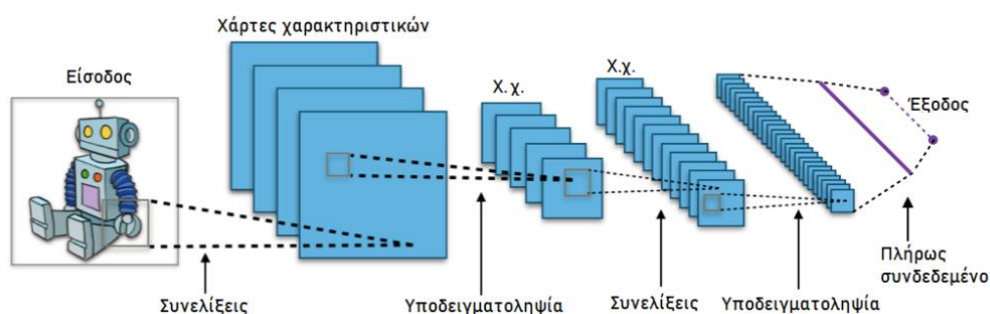 Χάρτες χαρακτηριστικών
Είσοδος
Χ.χ.
Χ.χ.
Έξοδος
Συνελίξεις
Υποδειγματοληψία
Συνελίξεις
Υποδειγματοληψία
Πλήρως
συνδεδεμένο